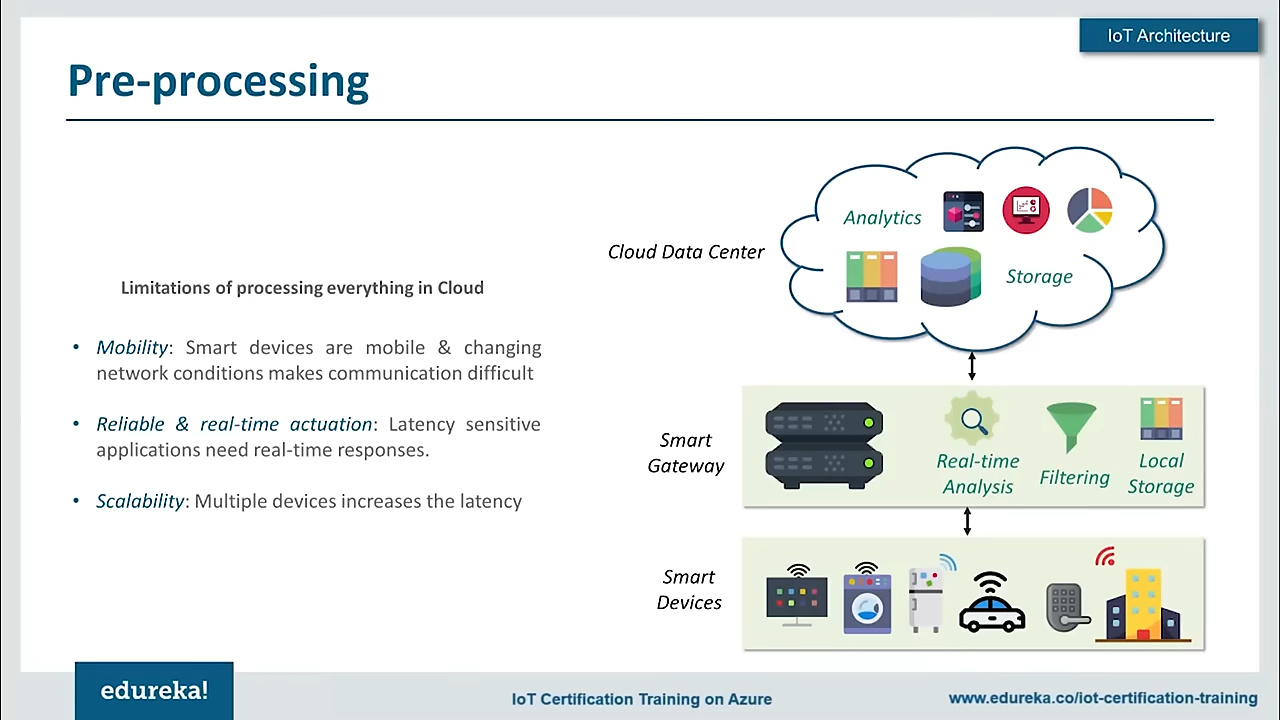 IoT Architecture
Pre-processing
Limitations of processing everything in Cloud
• Mobility: Smart devices are mobile & changing
network conditions makes communication difficult
• Reliable & real-time actuation: Latency sensitive
applications need real-time responses.
• Scalability: Multiple devices increases the latency
Cloud Data Center
Analytics
Storage
Smart
Gateway
Real-time
Analysis
Filtering
Local
Storage
Smart
Devices
edureka!
IoT Certification Training on Azure
www.edureka.co/iot-certification-training